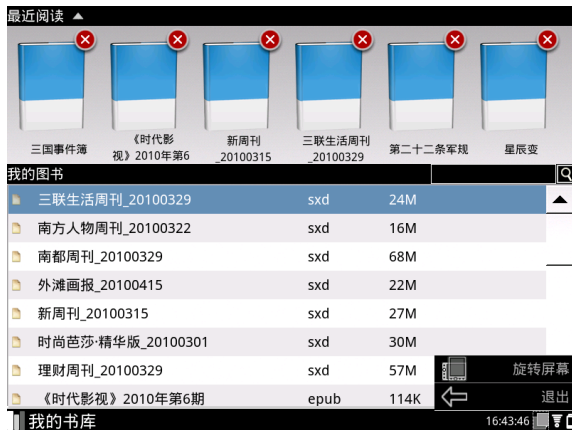 最近阅读
三国事件簿
《时代影
视》2010年第6
新周刊
_20100315
三联生活周刊
_20100329
第二十二条军规
星辰变
我的图书
三联生活周刊_20100329 sxd 24M
南方人物周刊_20100322 sxd 16M
南都周刊_20100329 sxd 68M
外滩画报_20100415 sxd 22M
新周刊_20100315 sxd 27M
时尚芭莎·精华版_20100301 sxd 30M
理财周刊_20100329 sxd 57M
《时代影视》2010年第6期 epub 114K
旋转屏幕
退出
我的书库 16:43:46